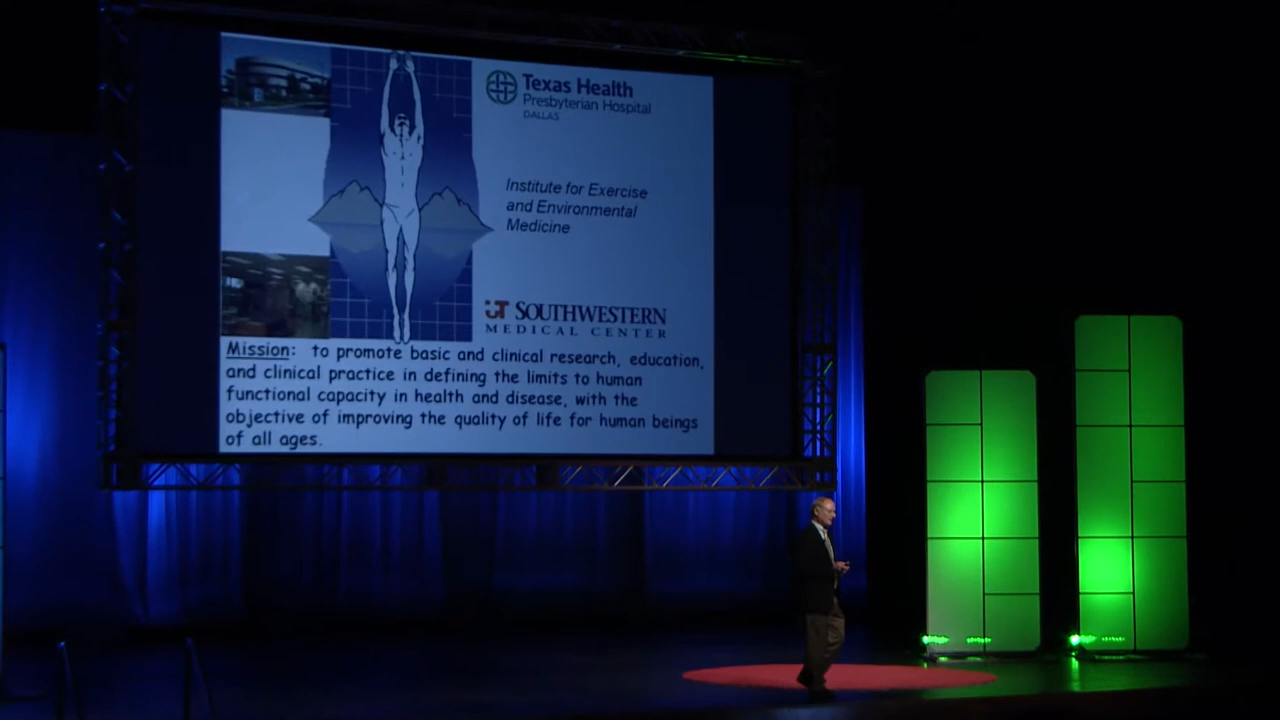 Texas Health
Presbyterian Hospital
DALLAS
Institute for Exercise
and Environmental
Medicine
UT SOUTHWESTERN
MEDICAL CENTER
Mission: to promote basic and clinical research, education,
and clinical practice in defining the limits to human
functional capacity in health and disease, with the
objective of improving the quality of life for human beings
of all ages.